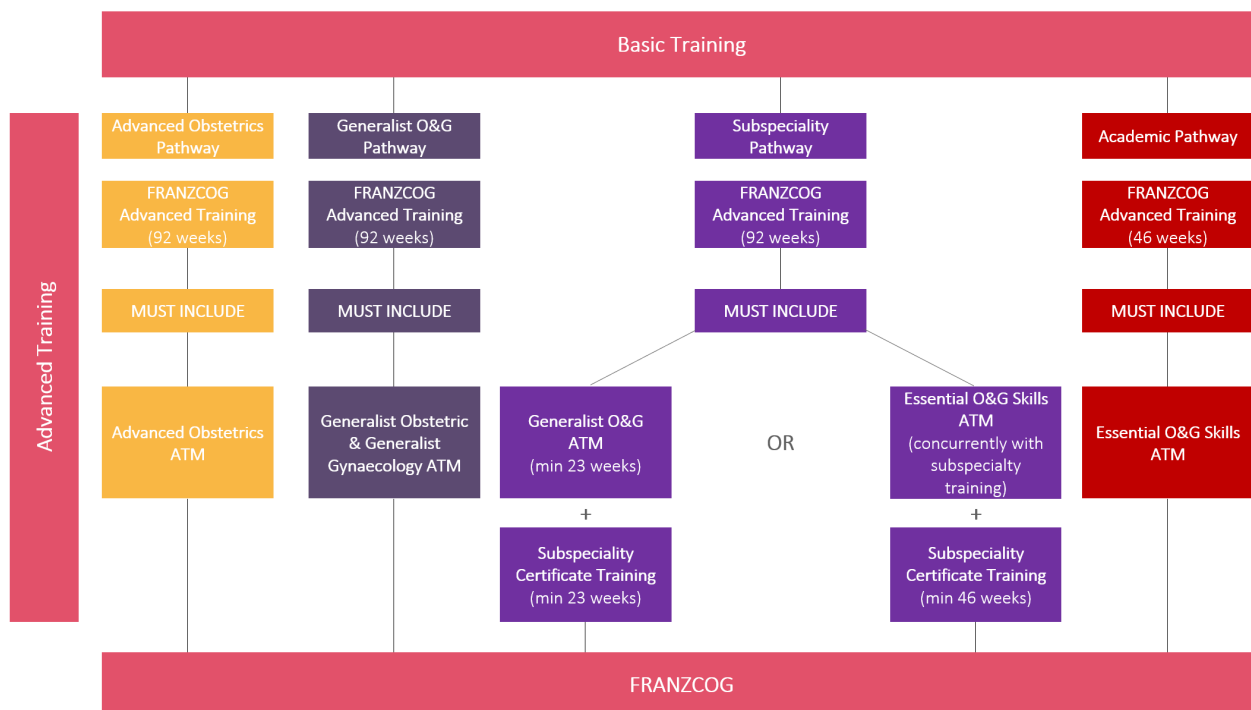 Basic Training
Advanced Training
Advanced Obstetrics
Pathway
FRANZCOG
Advanced Training
(92 weeks)
MUST INCLUDE
Advanced Obstetrics
ATM
Generalist O&G
Pathway
FRANZCOG
Advanced Training
(92 weeks)
MUST INCLUDE
Generalist Obstetric
& Generalist
Gynaecology ATM
Subspeciality
Pathway
FRANZCOG
Advanced Training
(92 weeks)
MUST INCLUDE
Generalist O&G
ATM
(min 23 weeks)
+
Subspeciality
Certificate Training
(min 23 weeks)
OR
Essential O&G Skills
ATM
(concurrently with
subspecialty
training)
+
Subspeciality
Certificate Training
(min 46 weeks)
Academic Pathway
FRANZCOG
Advanced Training
(46 weeks)
MUST INCLUDE
Essential O&G Skills
ATM
FRANZCOG